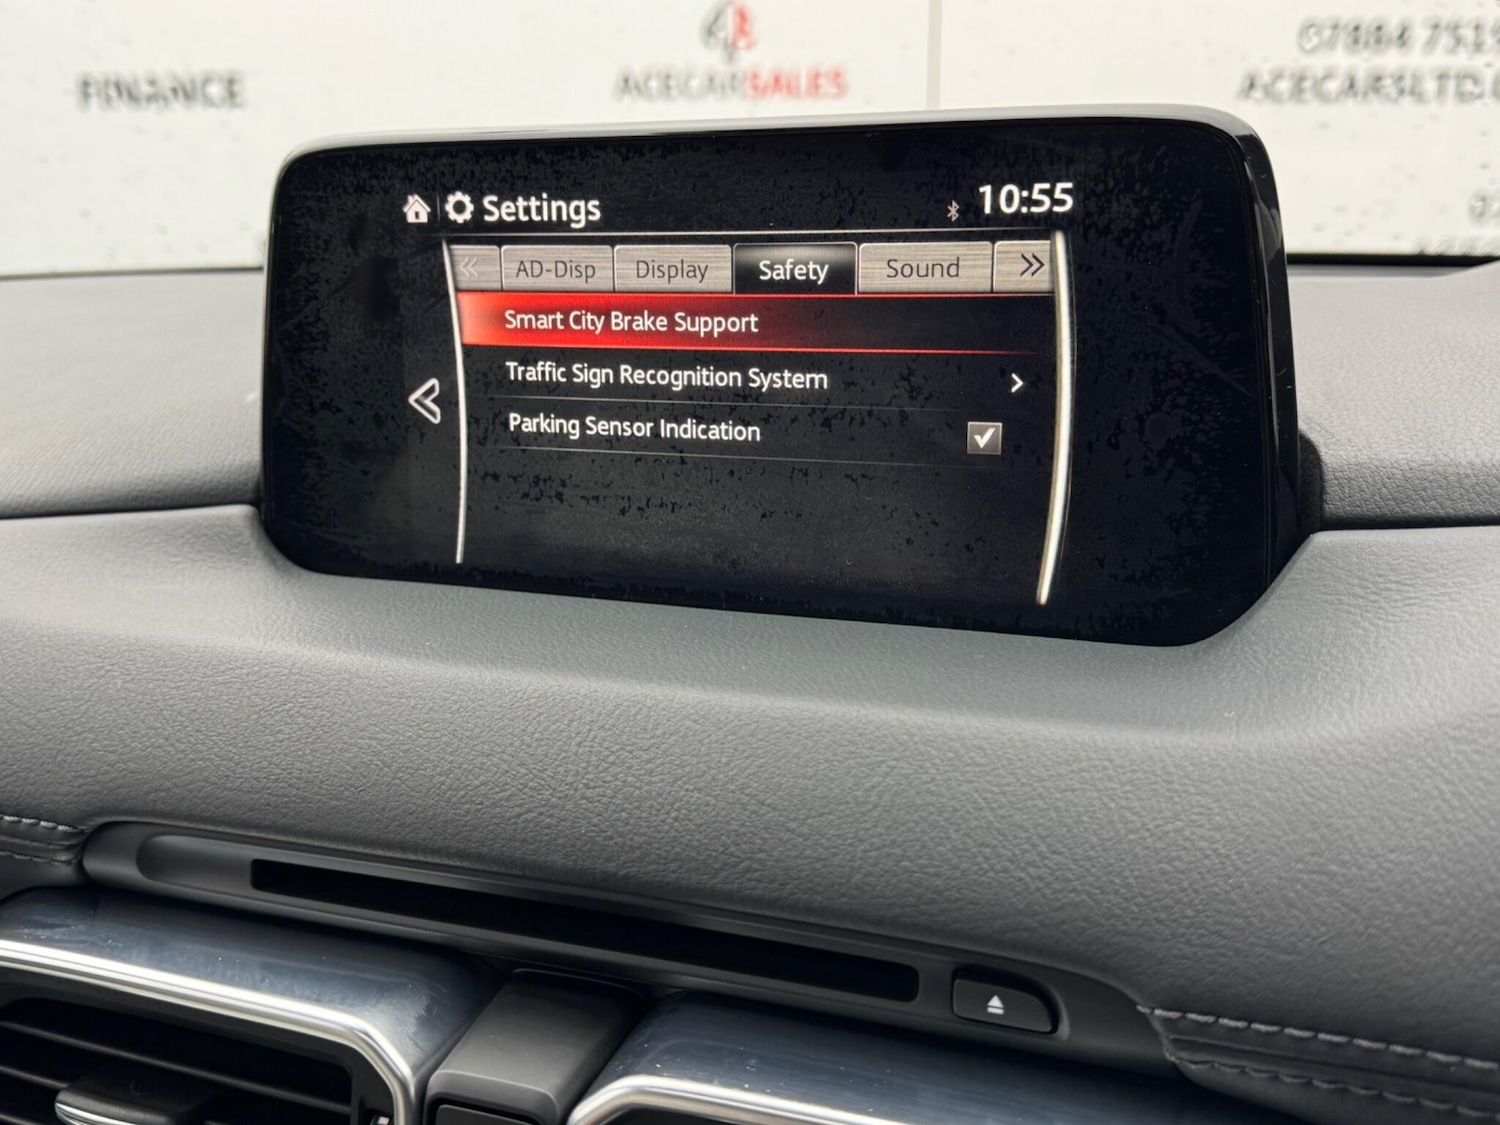 FINANCE
ACECARSALES
07884
ACECARSLTD.
Settings
10:55
AD-Disp
Display
Safety
Sound
Smart City Brake Support
Traffic Sign Recognition System
Parking Sensor Indication